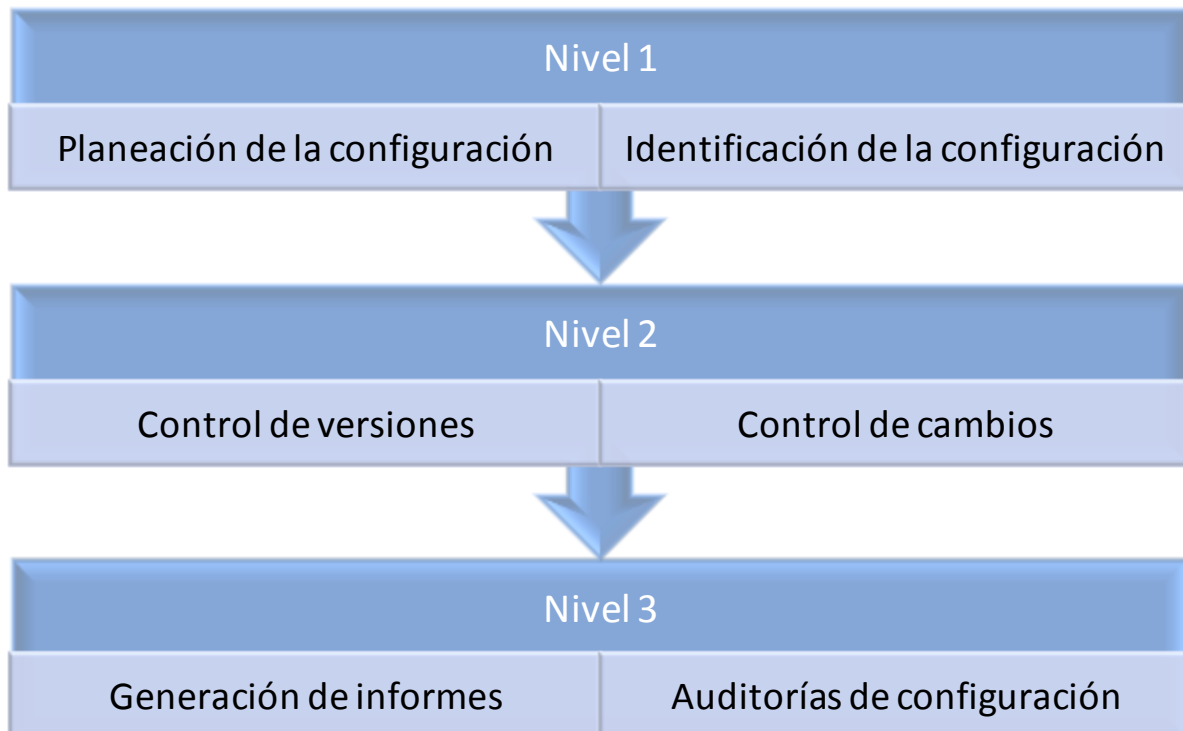 Nivel 1
Planeación de la configuración
Identificación de la configuración
Nivel 2
Control de versiones
Control de cambios
Nivel 3
Generación de informes
Auditorías de configuración